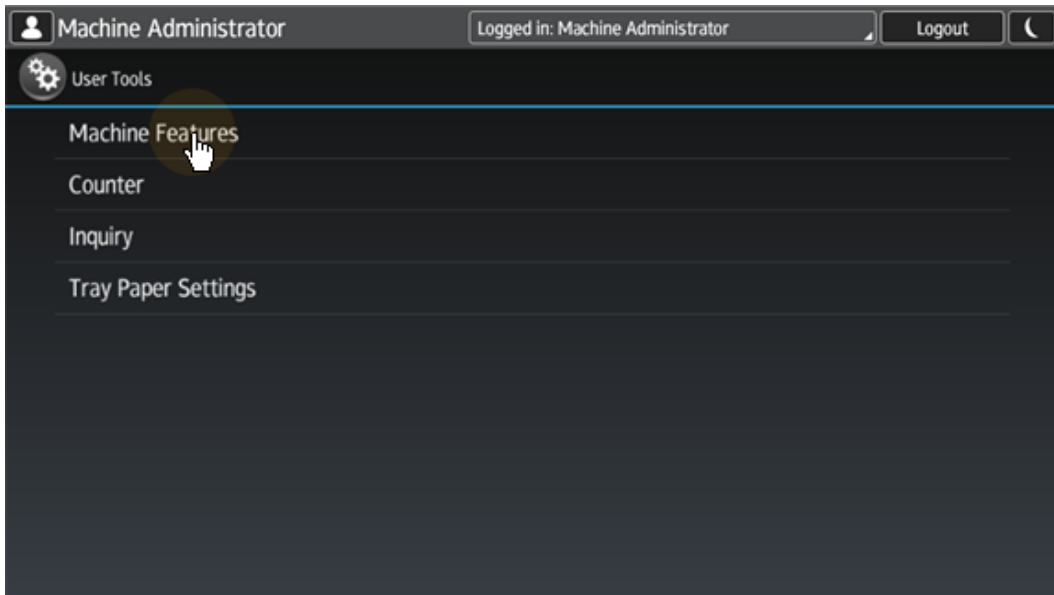 Machine Administrator
Logged in: Machine Administrator
Logout
User Tools
Machine Features
Counter
Inquiry
Tray Paper Settings